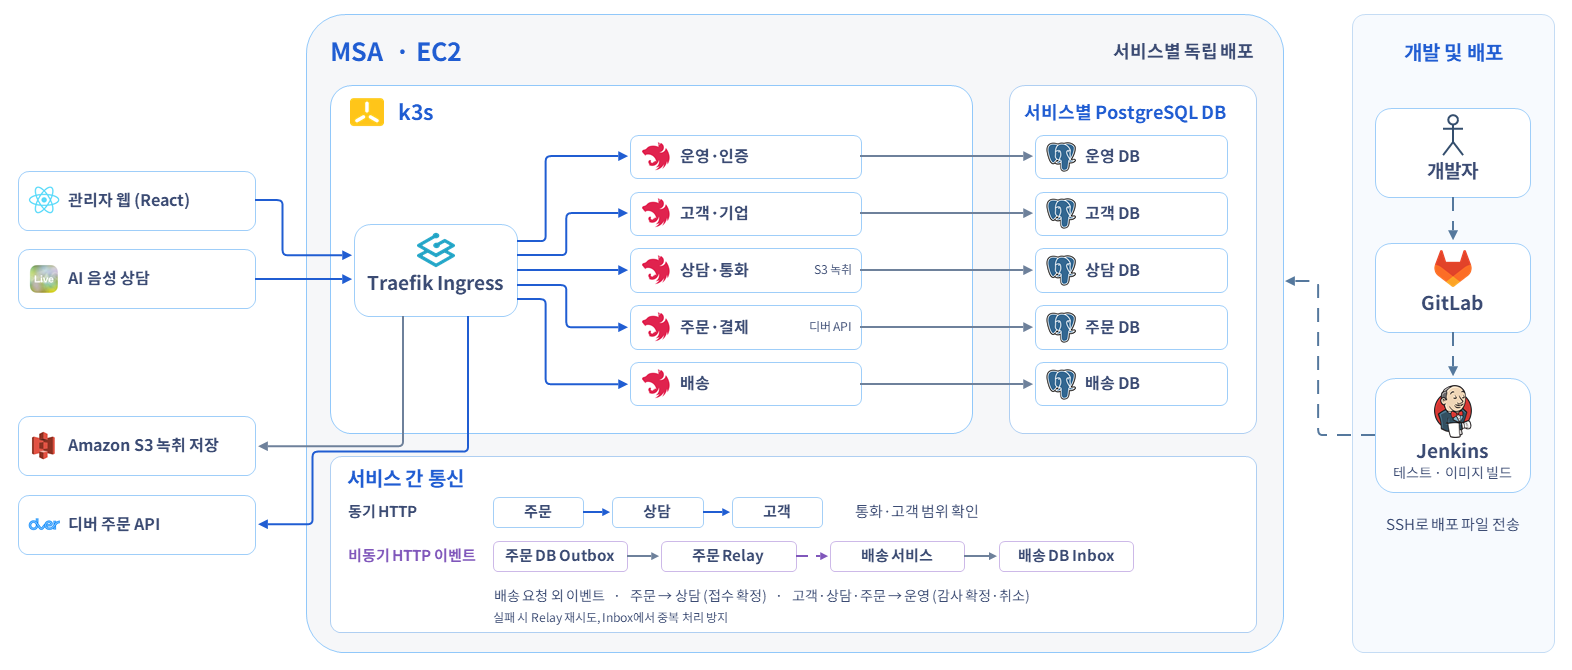 MSA · EC2
서비스별 독립 배포
k3s
서비스별 PostgreSQL DB
관리자 웹 (React)
Live
AI 음성 상담
Traefik Ingress
운영·인증
고객·기업
상담·통화
S3 녹취
주문·결제
디버 API
배송
운영 DB
고객 DB
상담 DB
주문 DB
배송 DB
Amazon S3 녹취 저장
dver
디버 주문 API
서비스 간 통신
동기 HTTP
주문
상담
고객
통화·고객 범위 확인
비동기 HTTP 이벤트
주문 DB Outbox
주문 Relay
배송 서비스
배송 DB Inbox
배송 요청 외 이벤트 · 주문→상담 (접수 확정) · 고객·상담·주문→운영 (감사 확정·취소)
실패 시 Relay 재시도, Inbox에서 중복 처리 방지
개발 및 배포
개발자
GitLab
Jenkins
테스트 · 이미지 빌드
SSH로 배포 파일 전송